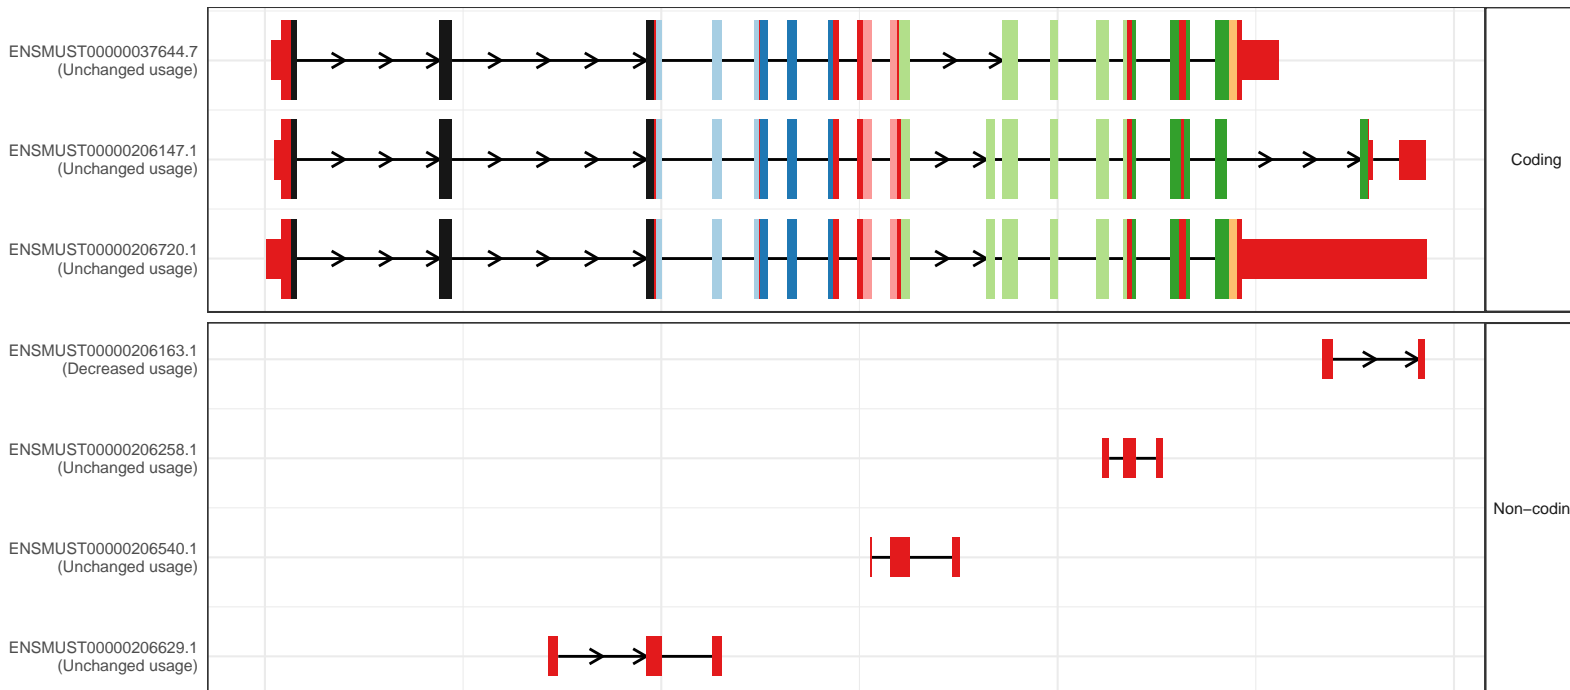 ENSMUST00000037644.7
(Unchanged usage)
ENSMUST00000206147.1
(Unchanged usage)
Coding
ENSMUST00000206720.1
(Unchanged usage)
ENSMUST00000206163.1
(Decreased usage)
ENSMUST00000206258.1
(Unchanged usage)
Non−codin
ENSMUST00000206540.1
(Unchanged usage)
ENSMUST00000206629.1
(Unchanged usage)